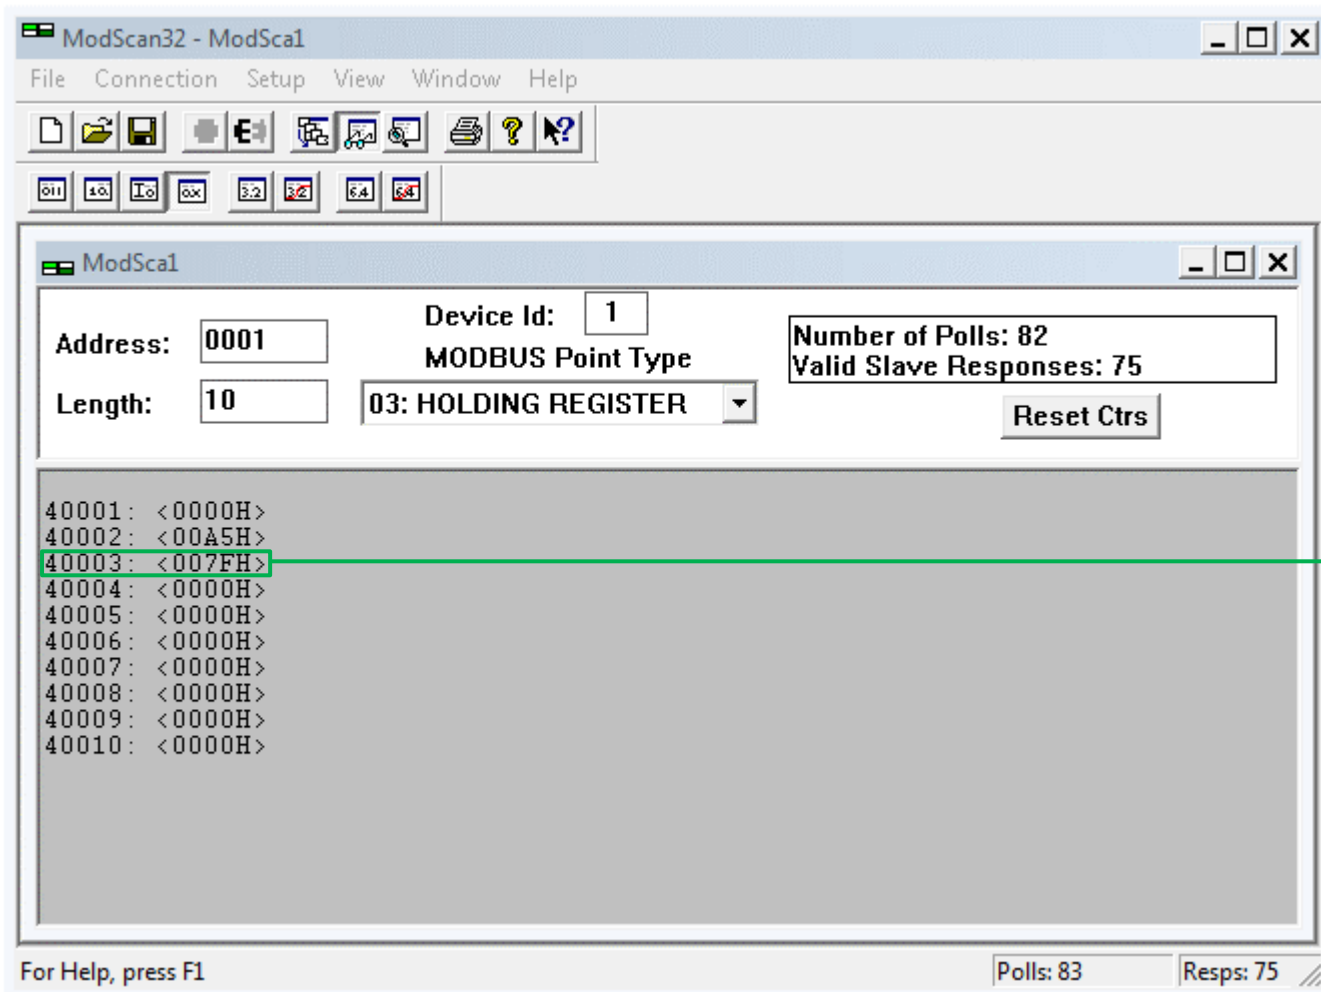 ModScan32 - ModSca1
File Connection Setup View Window Help
ModSca1
Address: 0001
Device Id: 1
MODBUS Point Type
Length: 10
03: HOLDING REGISTER
Number of Polls: 82
Valid Slave Responses: 75
Reset Ctrs
40001: <0000H>
40002: <00A5H>
40003: <007FH>
40004: <0000H>
40005: <0000H>
40006: <0000H>
40007: <0000H>
40008: <0000H>
40009: <0000H>
40010: <0000H>
For Help, press F1
Polls: 83
Resps: 75